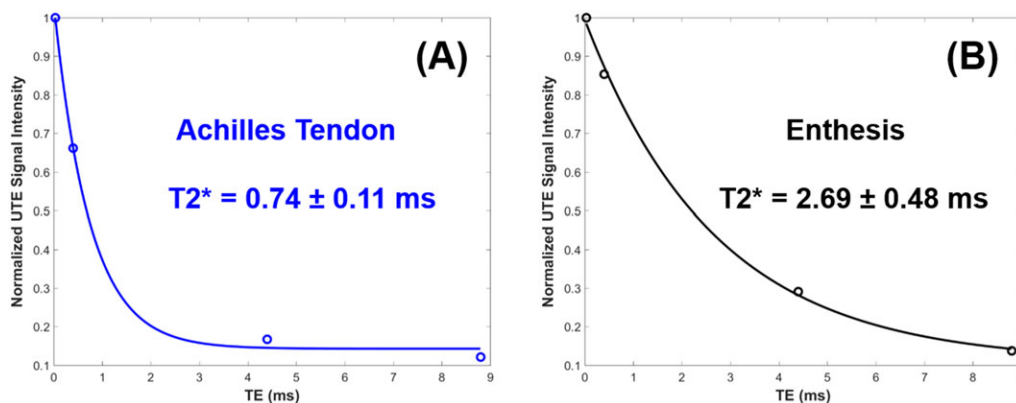 (A)
Achilles Tendon
T2* = 0.74 ± 0.11 ms
Normalized UTE Signal Intensity
1
0.9
0.8
0.7
0.6
0.5
0.4
0.3
0.2
0.1
0 1 2 3 4 5 6 7 8 9
TE (ms)
(B)
Enthesis
T2* = 2.69 ± 0.48 ms
Normalized UTE Signal Intensity
1
0.9
0.8
0.7
0.6
0.5
0.4
0.3
0.2
0.1
0 1 2 3 4 5 6 7 8
TE (ms)